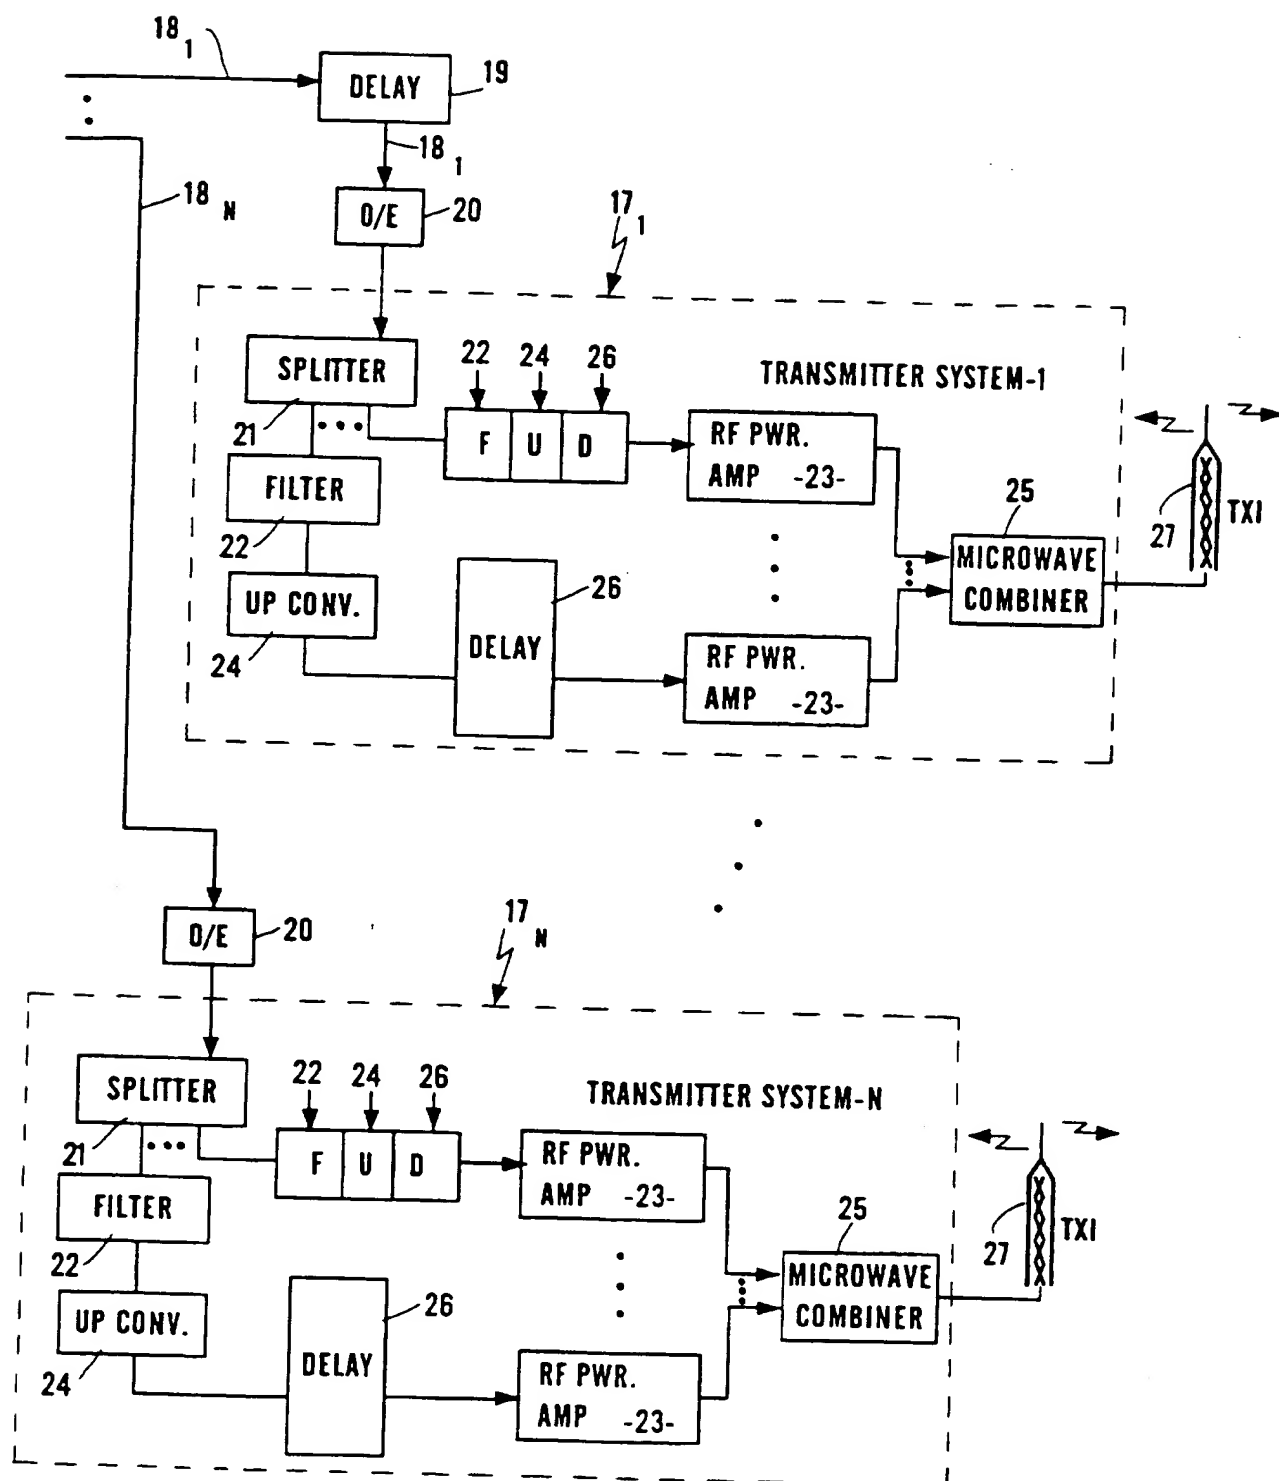 18 1
DELAY
19
18 1
18 N
O/E
20
17 1
SPLITTER
21
22
24
26
F U D
TRANSMITTER SYSTEM-1
RF PWR.
AMP -23-
FILTER
22
25
MICROWAVE
COMBINER
27
TX1
UP CONV.
24
DELAY
26
RF PWR.
AMP -23-
O/E
20
17 N
SPLITTER
21
22
24
26
F U D
TRANSMITTER SYSTEM-N
RF PWR.
AMP -23-
FILTER
22
25
MICROWAVE
COMBINER
27
TX1
UP CONV.
24
DELAY
26
RF PWR.
AMP -23-